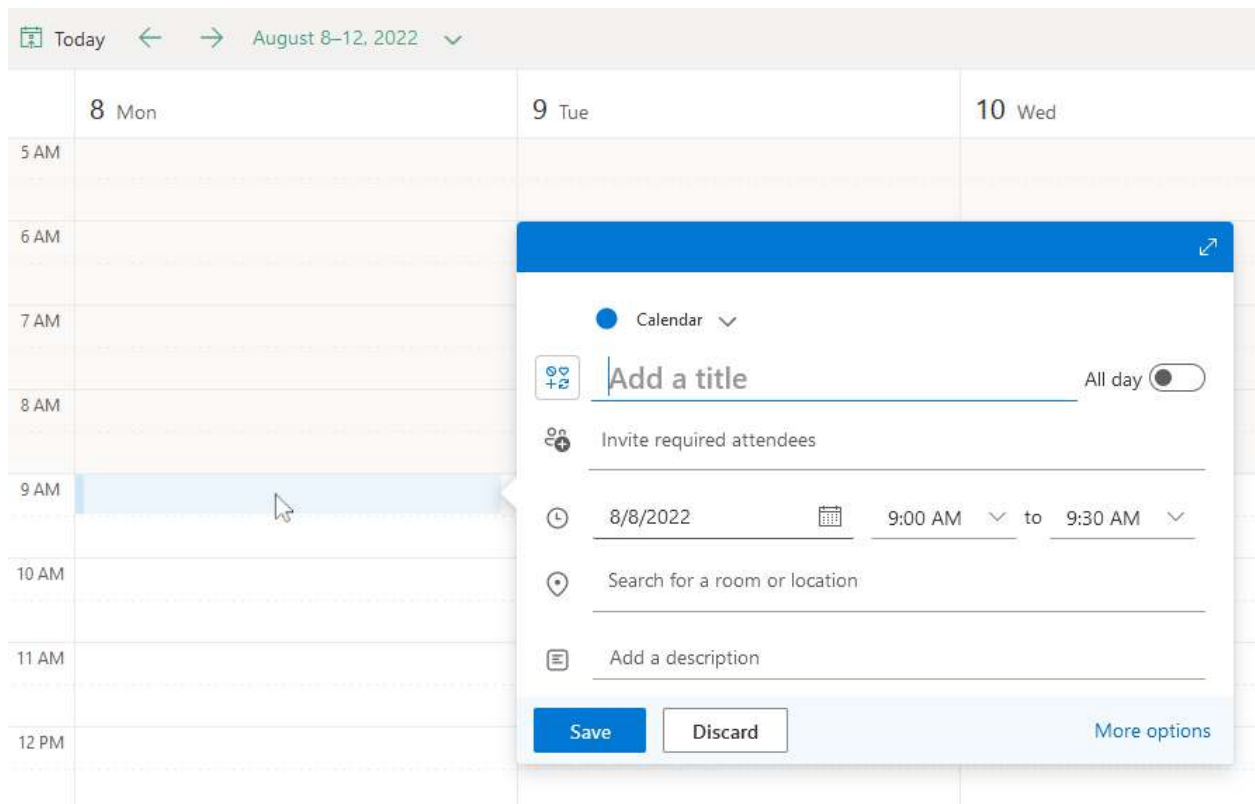 Today August 8–12, 2022
8 Mon 9 Tue 10 Wed
5 AM
6 AM
7 AM
Calendar
Add a title All day
8 AM
Invite required attendees
9 AM
8/8/2022 9:00 AM to 9:30 AM
10 AM
Search for a room or location
11 AM
Add a description
Save Discard More options
12 PM